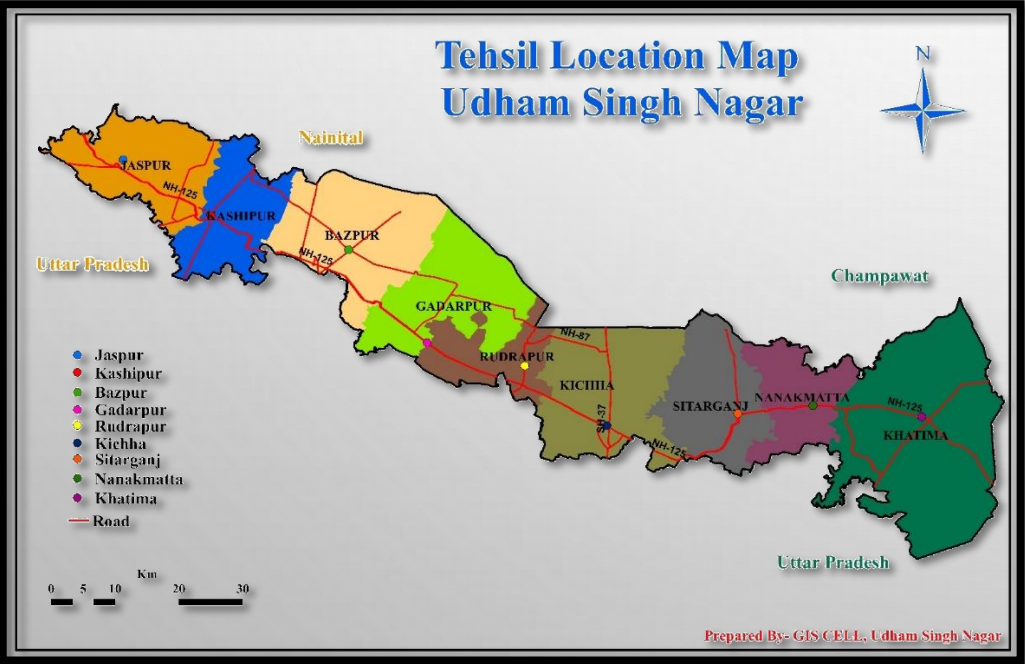 Tehsil Location Map
Udham Singh Nagar
N
Nainital
JASPUR
NH-125
KASHIPUR
BAZPUR
NH-125
Uttar Pradesh
Champawat
GADARPUR
NH-87
RUDRAPUR
KICHHA
SH-37
NH-125
SITARGANJ
NANAKMATTA
NH-125
KHATIMA
Jaspur
Kashipur
Bazpur
Gadarpur
Rudrapur
Kichha
Sitarganj
Nanakmatta
Khatima
Road
Uttar Pradesh
Km
0 5 10 20 30
Prepared By- GIS CELL, Udham Singh Nagar